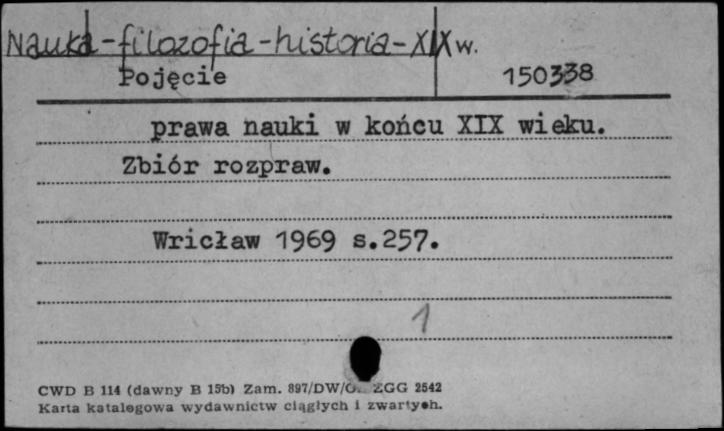 Nauka-filozofia-historia-XIX w.
Pojęcie 150338
prawa nauki w końcu XIX wieku.
Zbiór rozpraw.
Wricław 1969 s.257.
1
CWD B 114 (dawny B 15b) Zam. 897/DW/ ZGG 2542
Karta katalogowa wydawnictw ciągłych i zwartych.